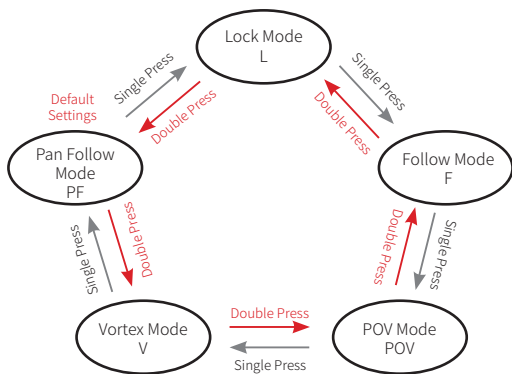 Lock Mode
L
Single Press
Double Press
Single Press
Double Press
Default
Settings
Pan Follow
Mode
PF
Follow Mode
F
Single Press
Double Press
Double Press
Single Press
Double Press
Single Press
Vortex Mode
V
POV Mode
POV